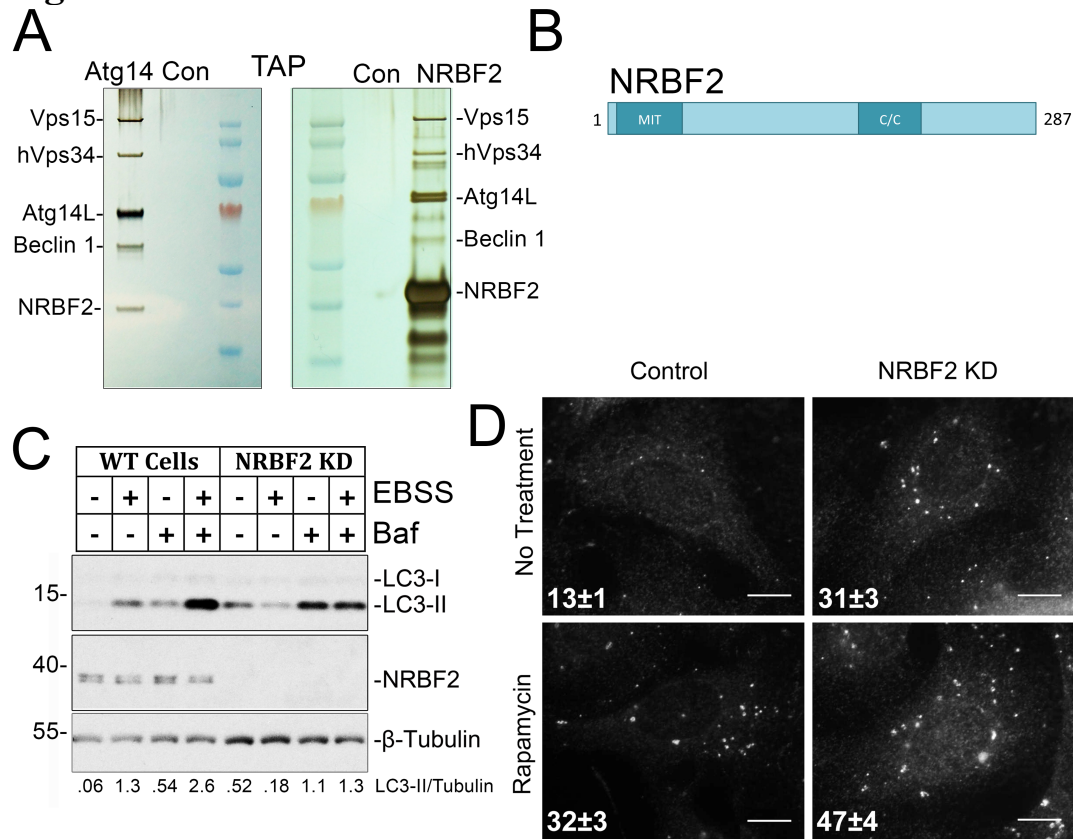 A
Atg14 Con TAP Con NRBF2
Vps15-
hVps34-
Atg14L-
Beclin 1-
NRBF2-
-Vps15
-hVps34
-Atg14L
-Beclin 1
-NRBF2
B
NRBF2
1 MIT C/C 287
C
WT Cells NRBF2 KD
- + - + - + - + EBSS
- - + + - - + + Baf
15-
-LC3-I
-LC3-II
40-
-NRBF2
55-
-β-Tubulin
.06 1.3 .54 2.6 .52 .18 1.1 1.3 LC3-II/Tubulin
D
Control NRBF2 KD
No Treatment
13±1 31±3
Rapamycin
32±3 47±4